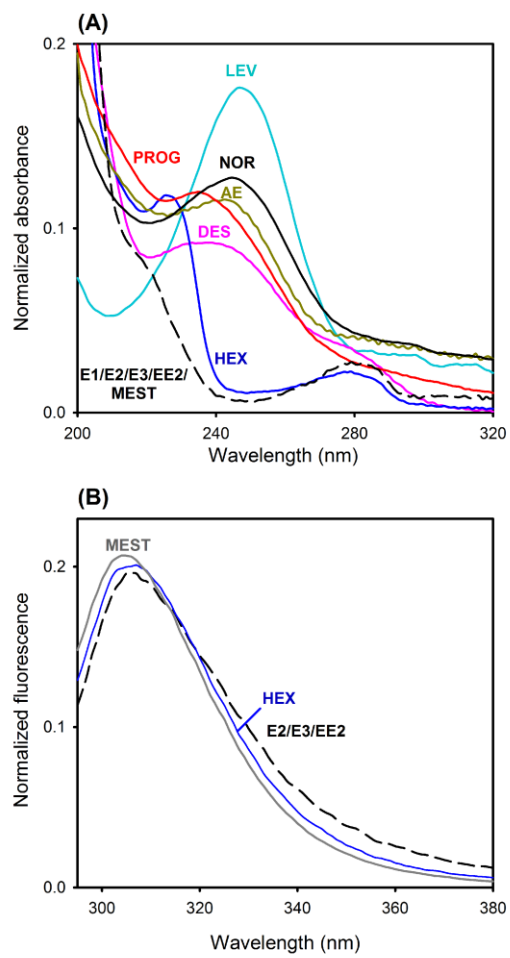 (A)
0.2
LEV
PROG
NOR
AE
0.1
DES
HEX
E1/E2/E3/EE2/
MEST
0.0
200 240 280 320
Wavelength (nm)
Normalized absorbance
(B)
MEST
0.2
HEX
E2/E3/EE2
0.1
0.0
300 320 340 360 380
Wavelength (nm)
Normalized fluorescence